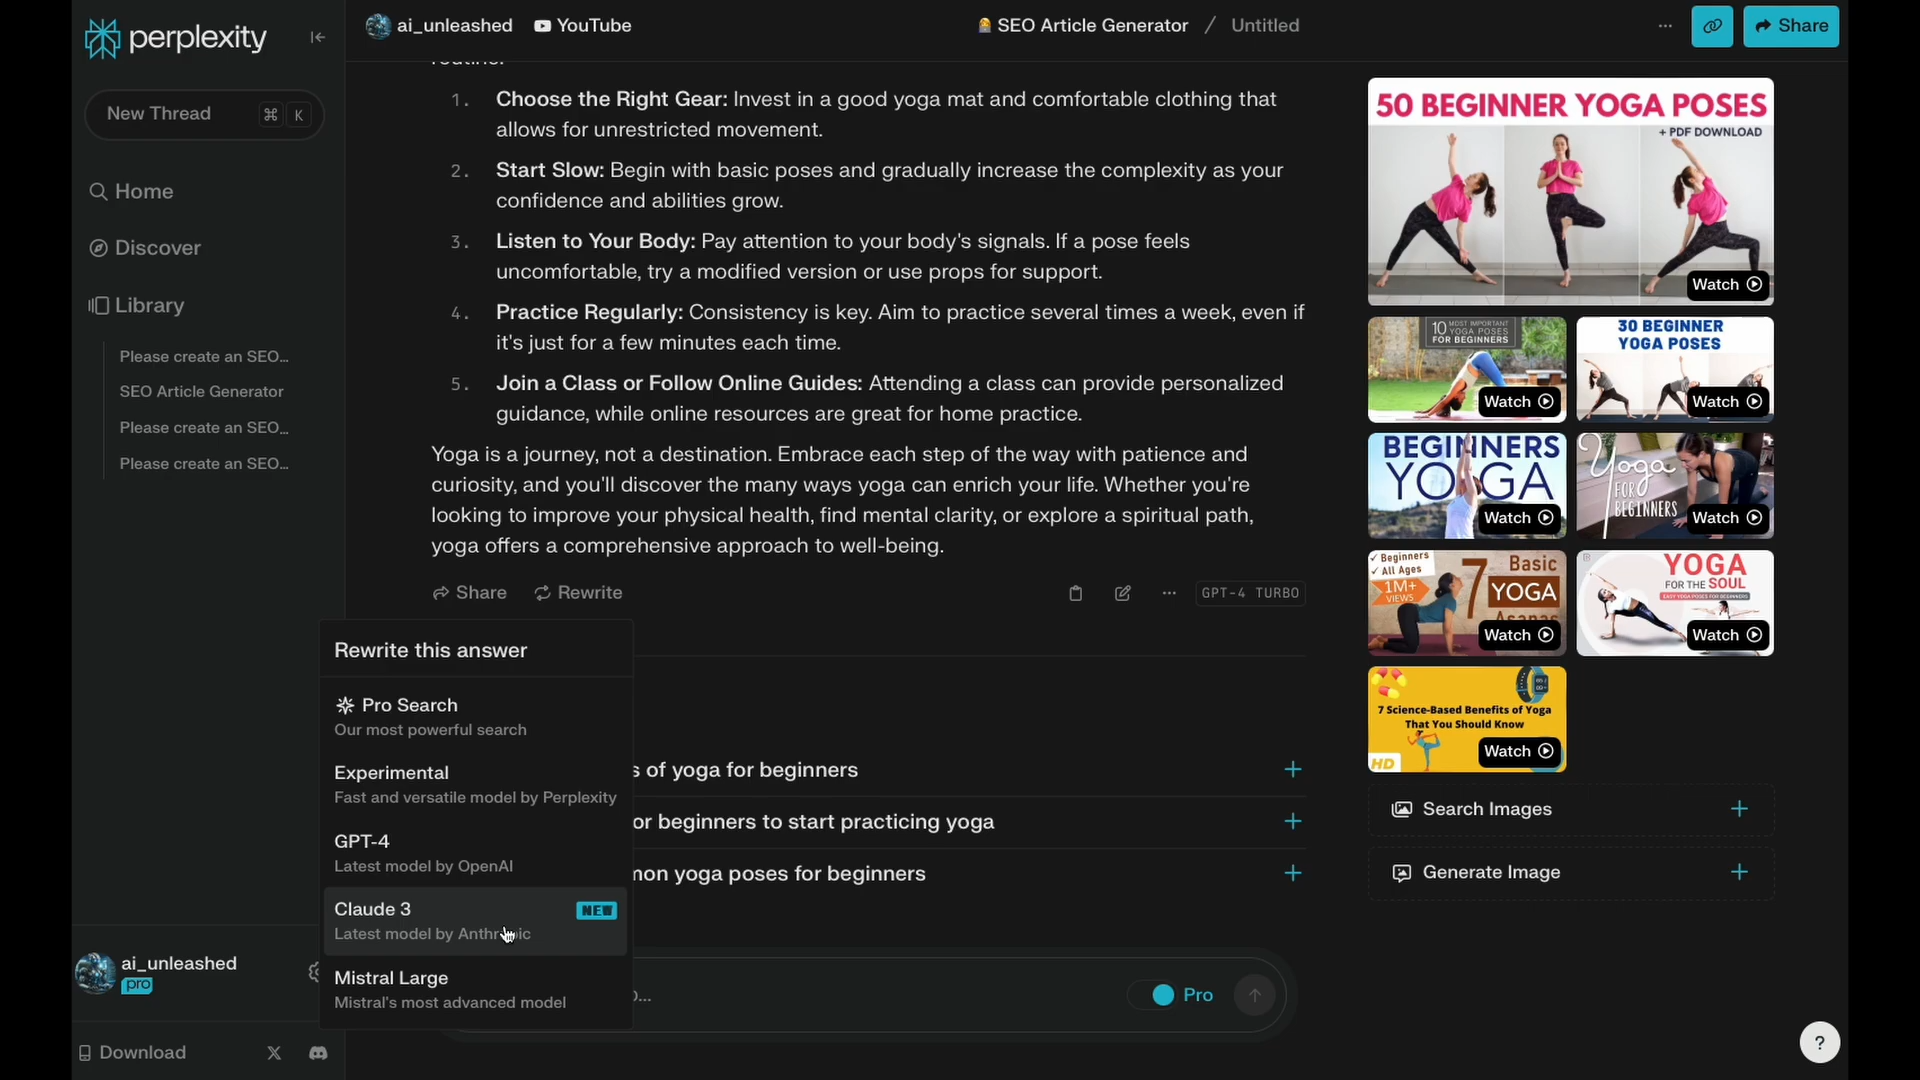 perplexity
New Thread ⌘ K
Home
Discover
Library
Please create an SEO...
SEO Article Generator
Please create an SEO...
Please create an SEO...
ai_unleashed
pro
Download
ai_unleashed YouTube
SEO Article Generator / Untitled
Share
1. Choose the Right Gear: Invest in a good yoga mat and comfortable clothing that
allows for unrestricted movement.
2. Start Slow: Begin with basic poses and gradually increase the complexity as your
confidence and abilities grow.
3. Listen to Your Body: Pay attention to your body's signals. If a pose feels
uncomfortable, try a modified version or use props for support.
4. Practice Regularly: Consistency is key. Aim to practice several times a week, even if
it's just for a few minutes each time.
5. Join a Class or Follow Online Guides: Attending a class can provide personalized
guidance, while online resources are great for home practice.
Yoga is a journey, not a destination. Embrace each step of the way with patience and
curiosity, and you'll discover the many ways yoga can enrich your life. Whether you're
looking to improve your physical health, find mental clarity, or explore a spiritual path,
yoga offers a comprehensive approach to well-being.
Share Rewrite GPT-4 TURBO
Rewrite this answer
Pro Search
Our most powerful search
Experimental
Fast and versatile model by Perplexity
GPT-4
Latest model by OpenAI
Claude 3 NEW
Latest model by Anthropic
Mistral Large
Mistral's most advanced model
s of yoga for beginners
or beginners to start practicing yoga
mon yoga poses for beginners
Pro
50 BEGINNER YOGA POSES
+ PDF DOWNLOAD
Watch
10 MOST IMPORTANT
YOGA POSES
FOR BEGINNERS
Watch
30 BEGINNER
YOGA POSES
Watch
BEGINNERS
YOGA
Watch
Yoga
FOR
BEGINNERS
Watch
✓ Beginners
✓ All Ages
1M+
VIEWS
7 Basic
YOGA
Asanas
Watch
YOGA
FOR THE SOUL
EASY YOGA POSES FOR BEGINNERS
Watch
7 Science-Based Benefits of Yoga
That You Should Know
HD
Watch
Search Images
Generate Image
?